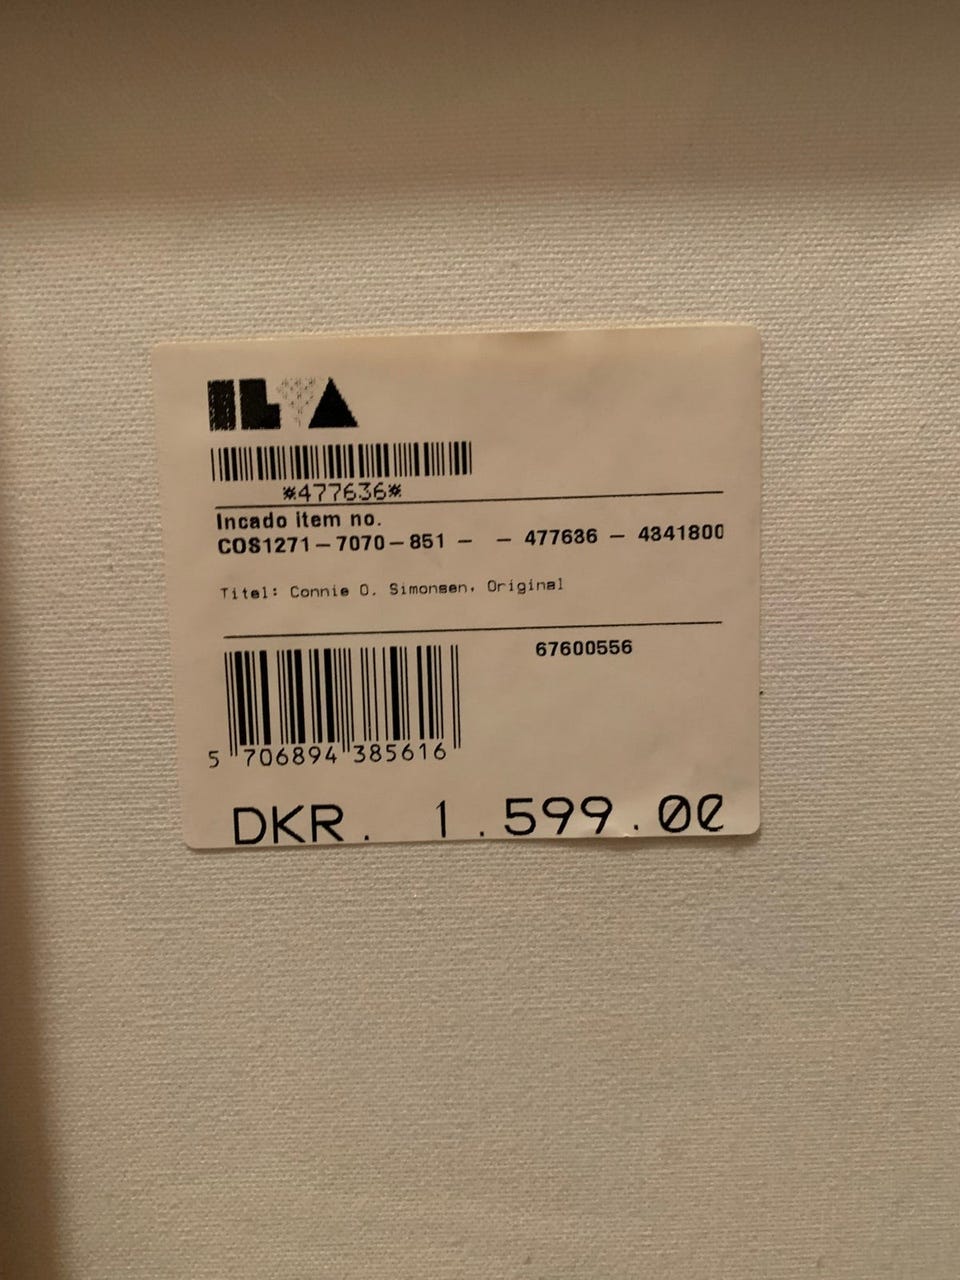 ILVA
*477636*
Incado item no.
COS1271-7070-851 - - 477636 - 4341800
Titel: Connie O. Simonsen, Original
67600556
5 706894 385616
DKR. 1.599.00